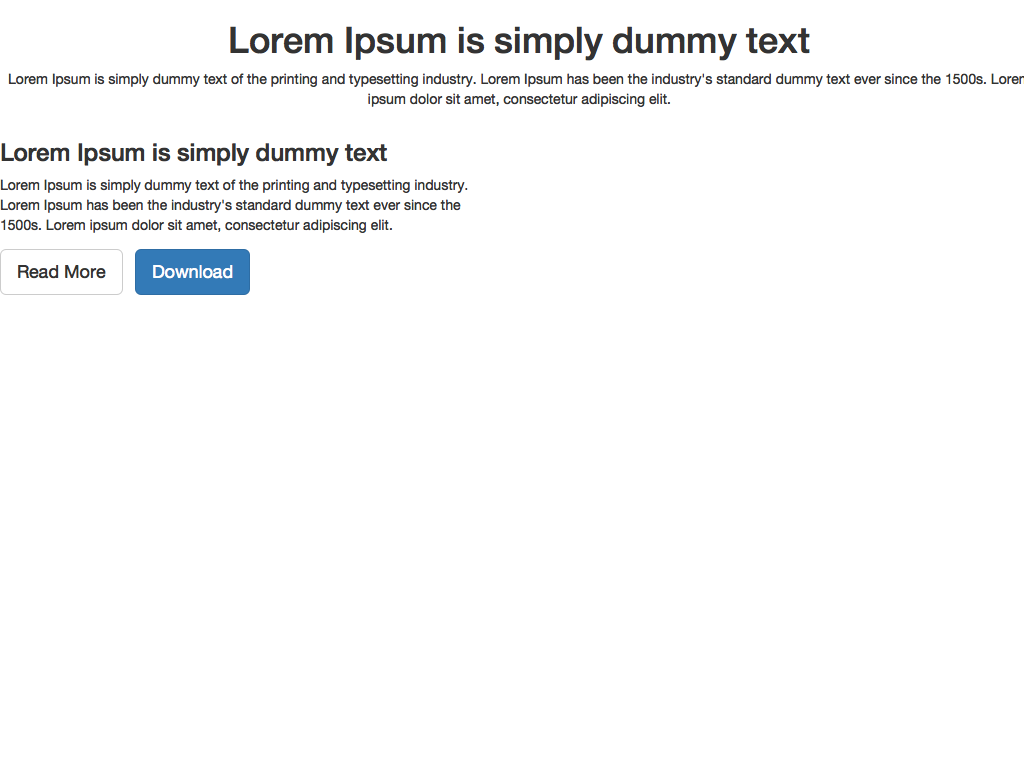 Lorem Ipsum is simply dummy text
Lorem Ipsum is simply dummy text of the printing and typesetting industry. Lorem Ipsum has been the industry's standard dummy text ever since the 1500s.
ipsum dolor sit amet, consectetur adipiscing elit.
Lorem Ipsum is simply dummy text
Lorem Ipsum is simply dummy text of the printing and typesetting industry.
Lorem Ipsum has been the industry's standard dummy text ever since the
1500s. Lorem ipsum dolor sit amet, consectetur adipiscing elit.
Read More
Download